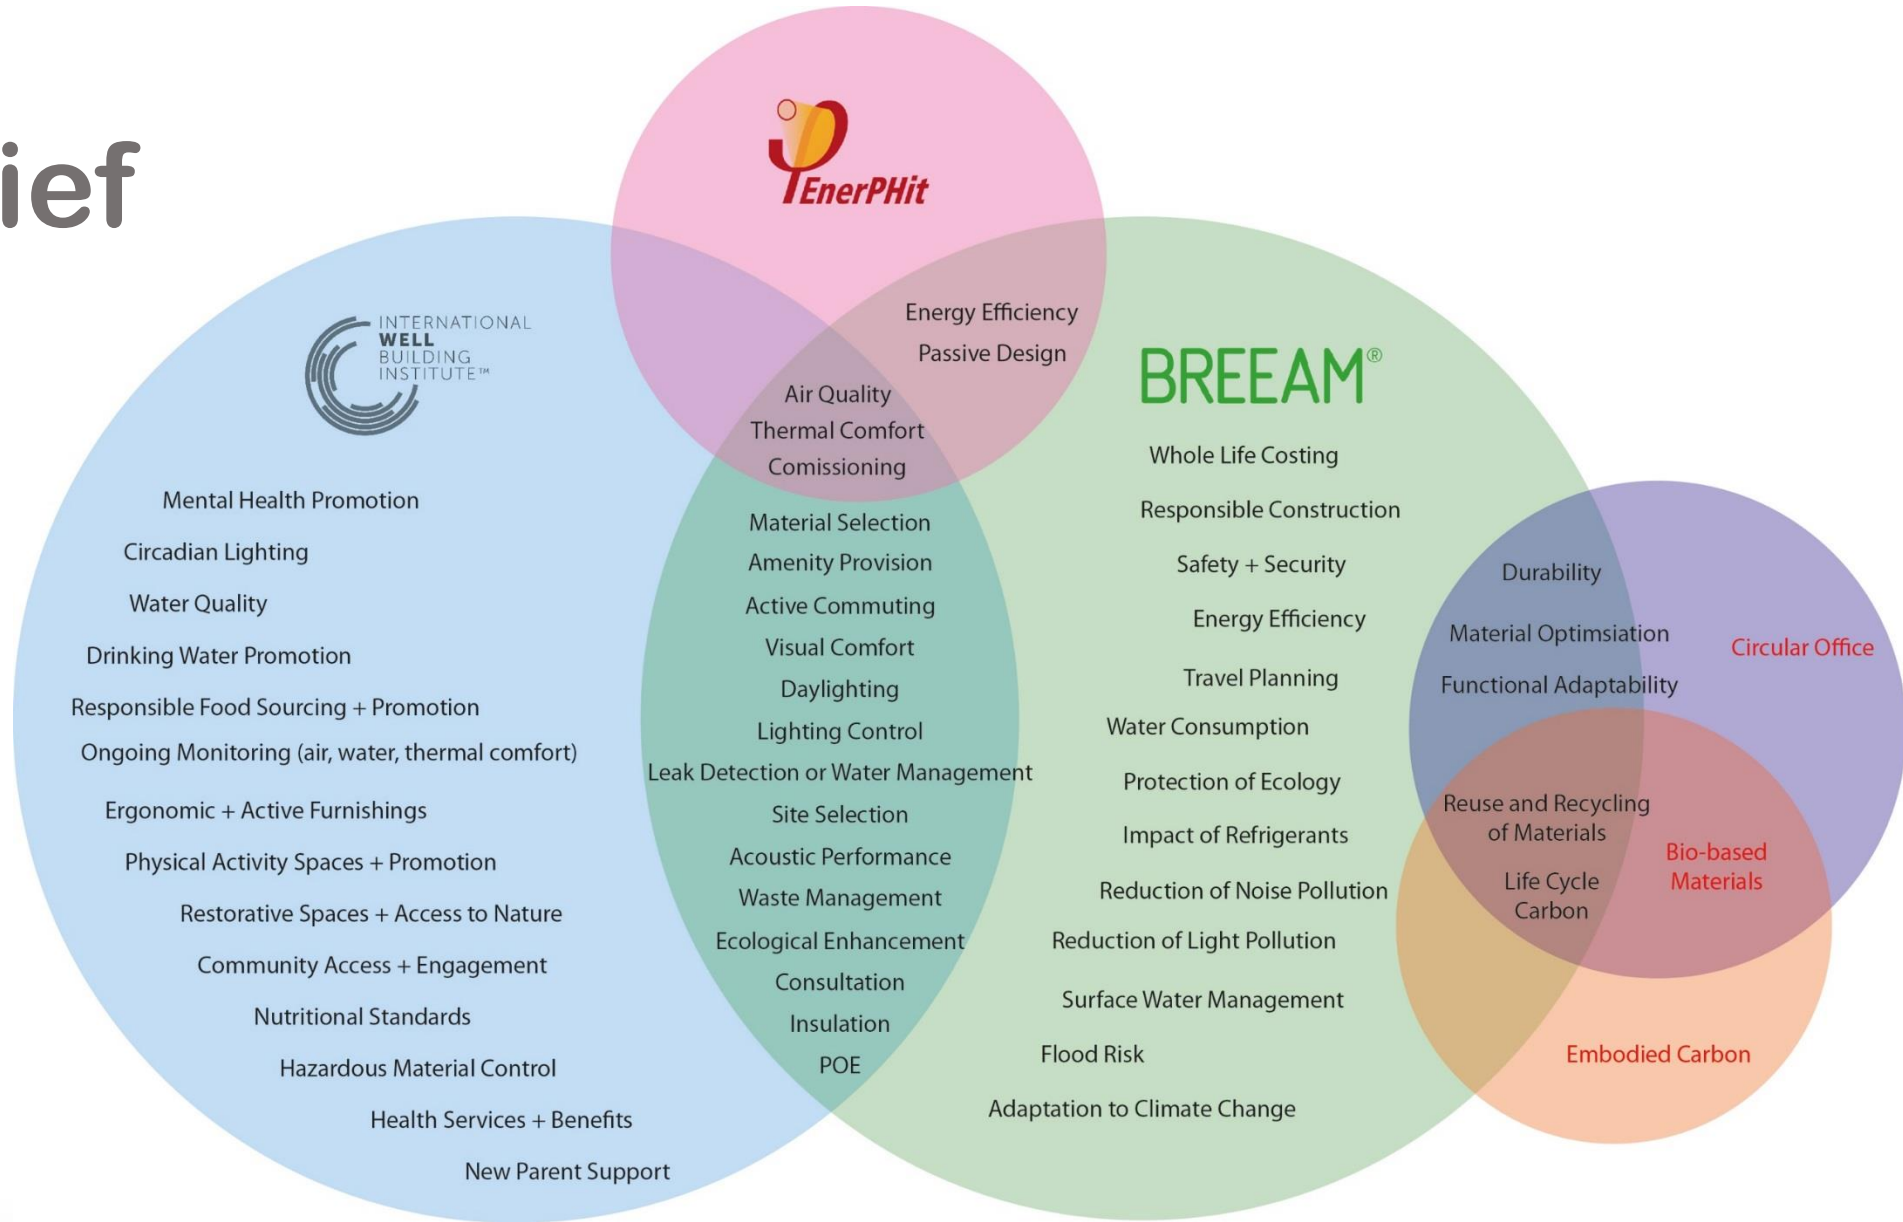 ief
EnerPHit
INTERNATIONAL
WELL
BUILDING
INSTITUTE™
Mental Health Promotion
Circadian Lighting
Water Quality
Drinking Water Promotion
Responsible Food Sourcing + Promotion
Ongoing Monitoring (air, water, thermal comfort)
Ergonomic + Active Furnishings
Physical Activity Spaces + Promotion
Restorative Spaces + Access to Nature
Community Access + Engagement
Nutritional Standards
Hazardous Material Control
Health Services + Benefits
New Parent Support
Energy Efficiency
Passive Design
Air Quality
Thermal Comfort
Comissioning
Material Selection
Amenity Provision
Active Commuting
Visual Comfort
Daylighting
Lighting Control
Leak Detection or Water Management
Site Selection
Acoustic Performance
Waste Management
Ecological Enhancement
Consultation
Insulation
POE
BREEAM®
Whole Life Costing
Responsible Construction
Safety + Security
Energy Efficiency
Travel Planning
Water Consumption
Protection of Ecology
Impact of Refrigerants
Reduction of Noise Pollution
Reduction of Light Pollution
Surface Water Management
Flood Risk
Adaptation to Climate Change
Durability
Material Optimsiation
Functional Adaptability
Circular Office
Reuse and Recycling
of Materials
Life Cycle
Carbon
Bio-based
Materials
Embodied Carbon